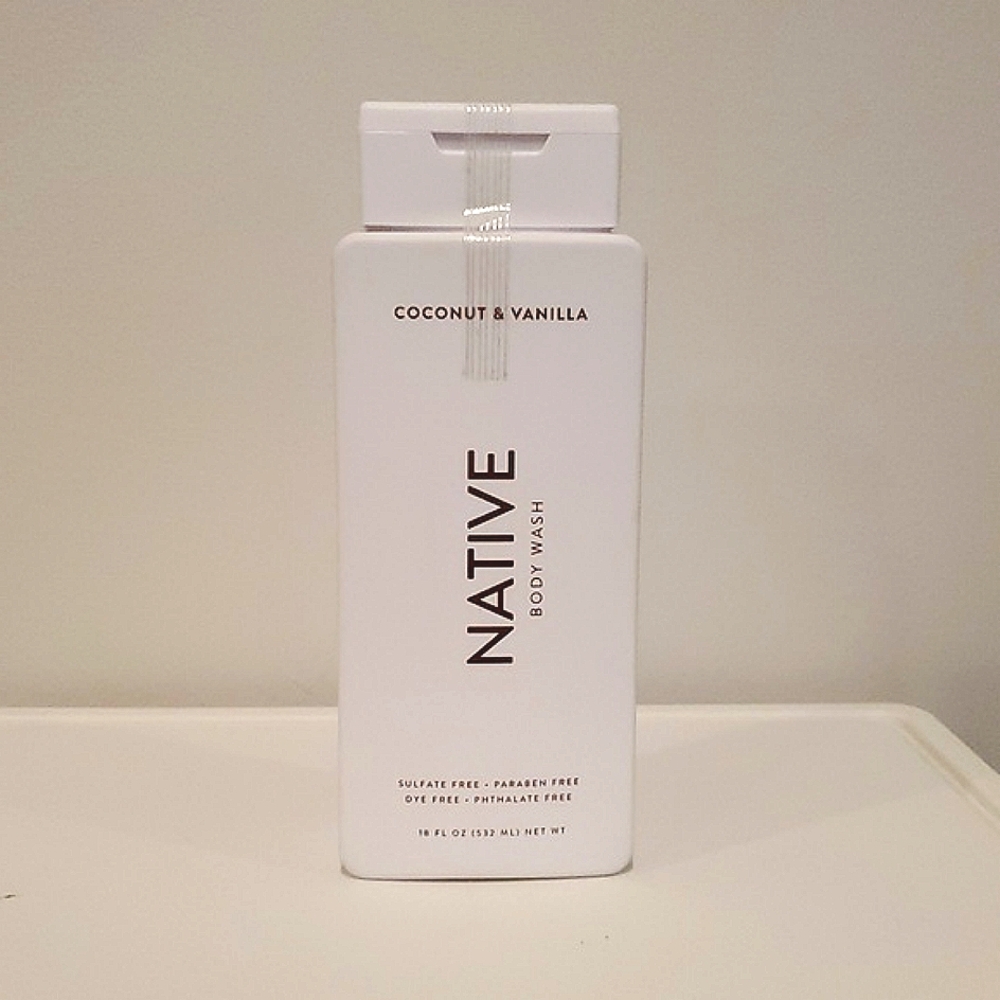 COCONUT & VANILLA
NATIVE
BODY WASH
SULFATE FREE • PARABEN FREE
DYE FREE • PHTHALATE FREE
18 FL OZ (532 ML) NET WT